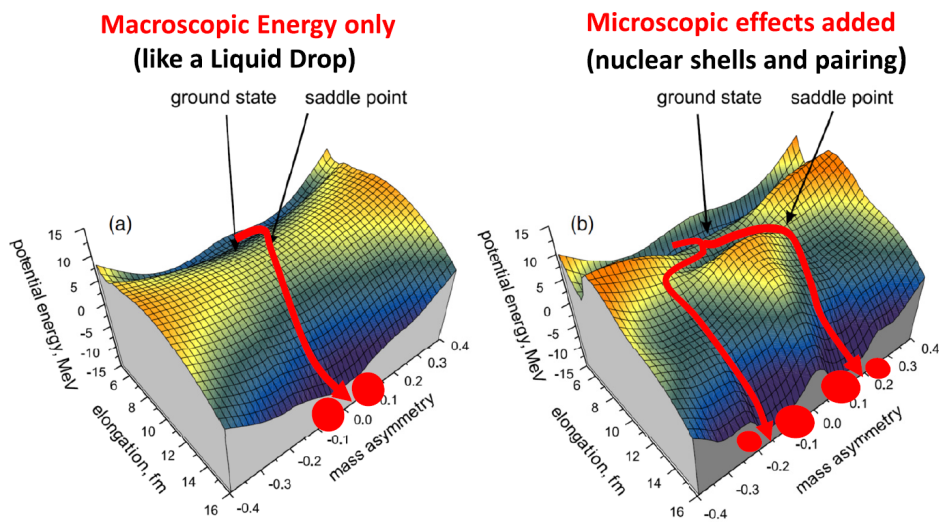 Macroscopic Energy only
(like a Liquid Drop)
ground state
saddle point
(a)
potential energy, MeV
15
10
5
0
-5
-10
-15
6
8
10
12
14
16
elongation, fm
-0.4
-0.3
-0.2
-0.1
0.0
0.1
0.2
0.3
0.4
mass asymmetry
Microscopic effects added
(nuclear shells and pairing)
ground state
saddle point
(b)
potential energy, MeV
15
10
5
0
-5
-10
-15
6
8
10
12
14
16
elongation, fm
-0.4
-0.3
-0.2
-0.1
0.0
0.1
0.2
0.3
0.4
mass asymmetry